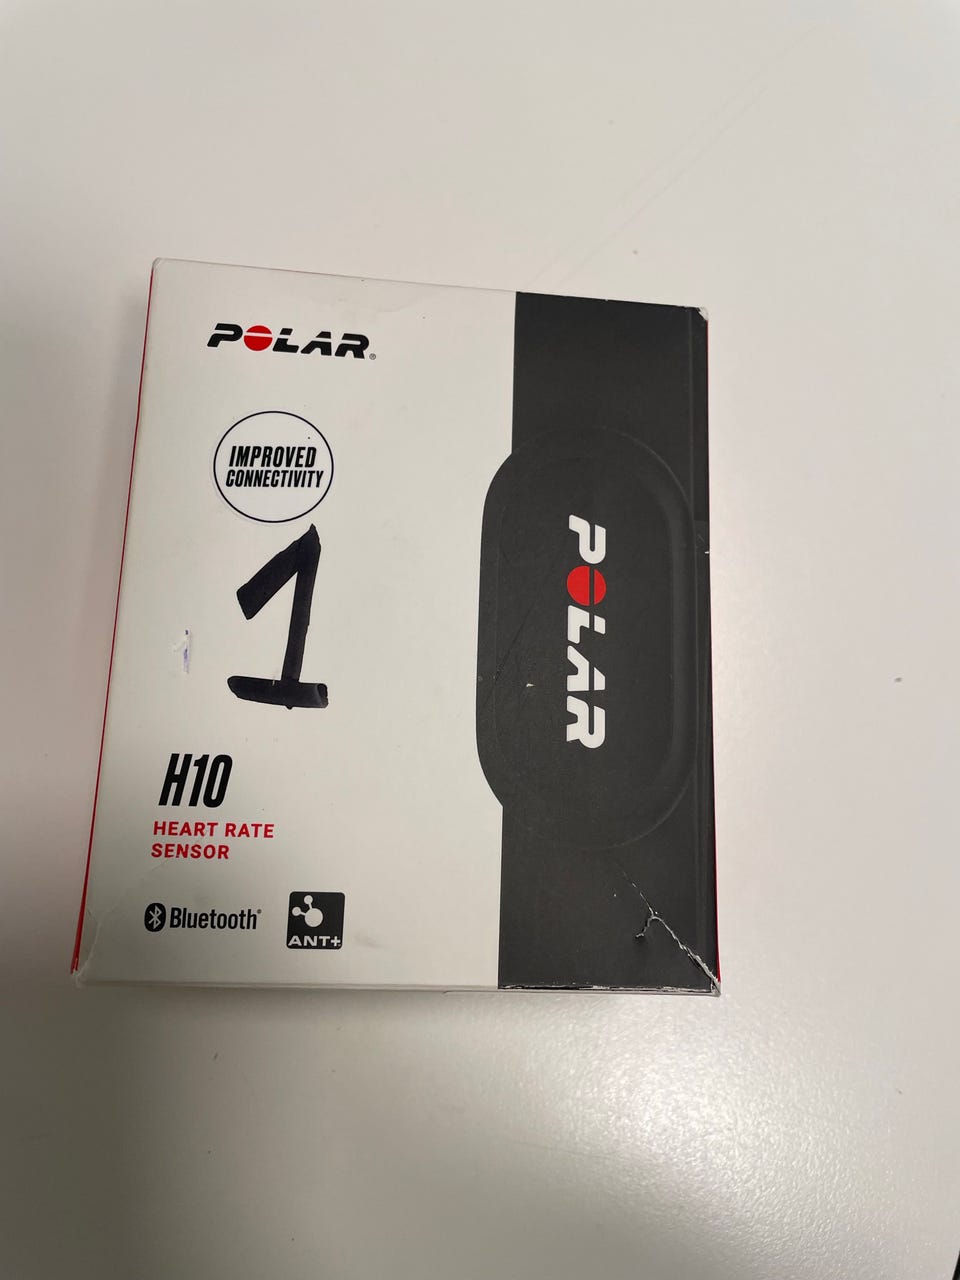 POLAR®
IMPROVED
CONNECTIVITY
1
H10
HEART RATE
SENSOR
Bluetooth®
ANT+
POLAR